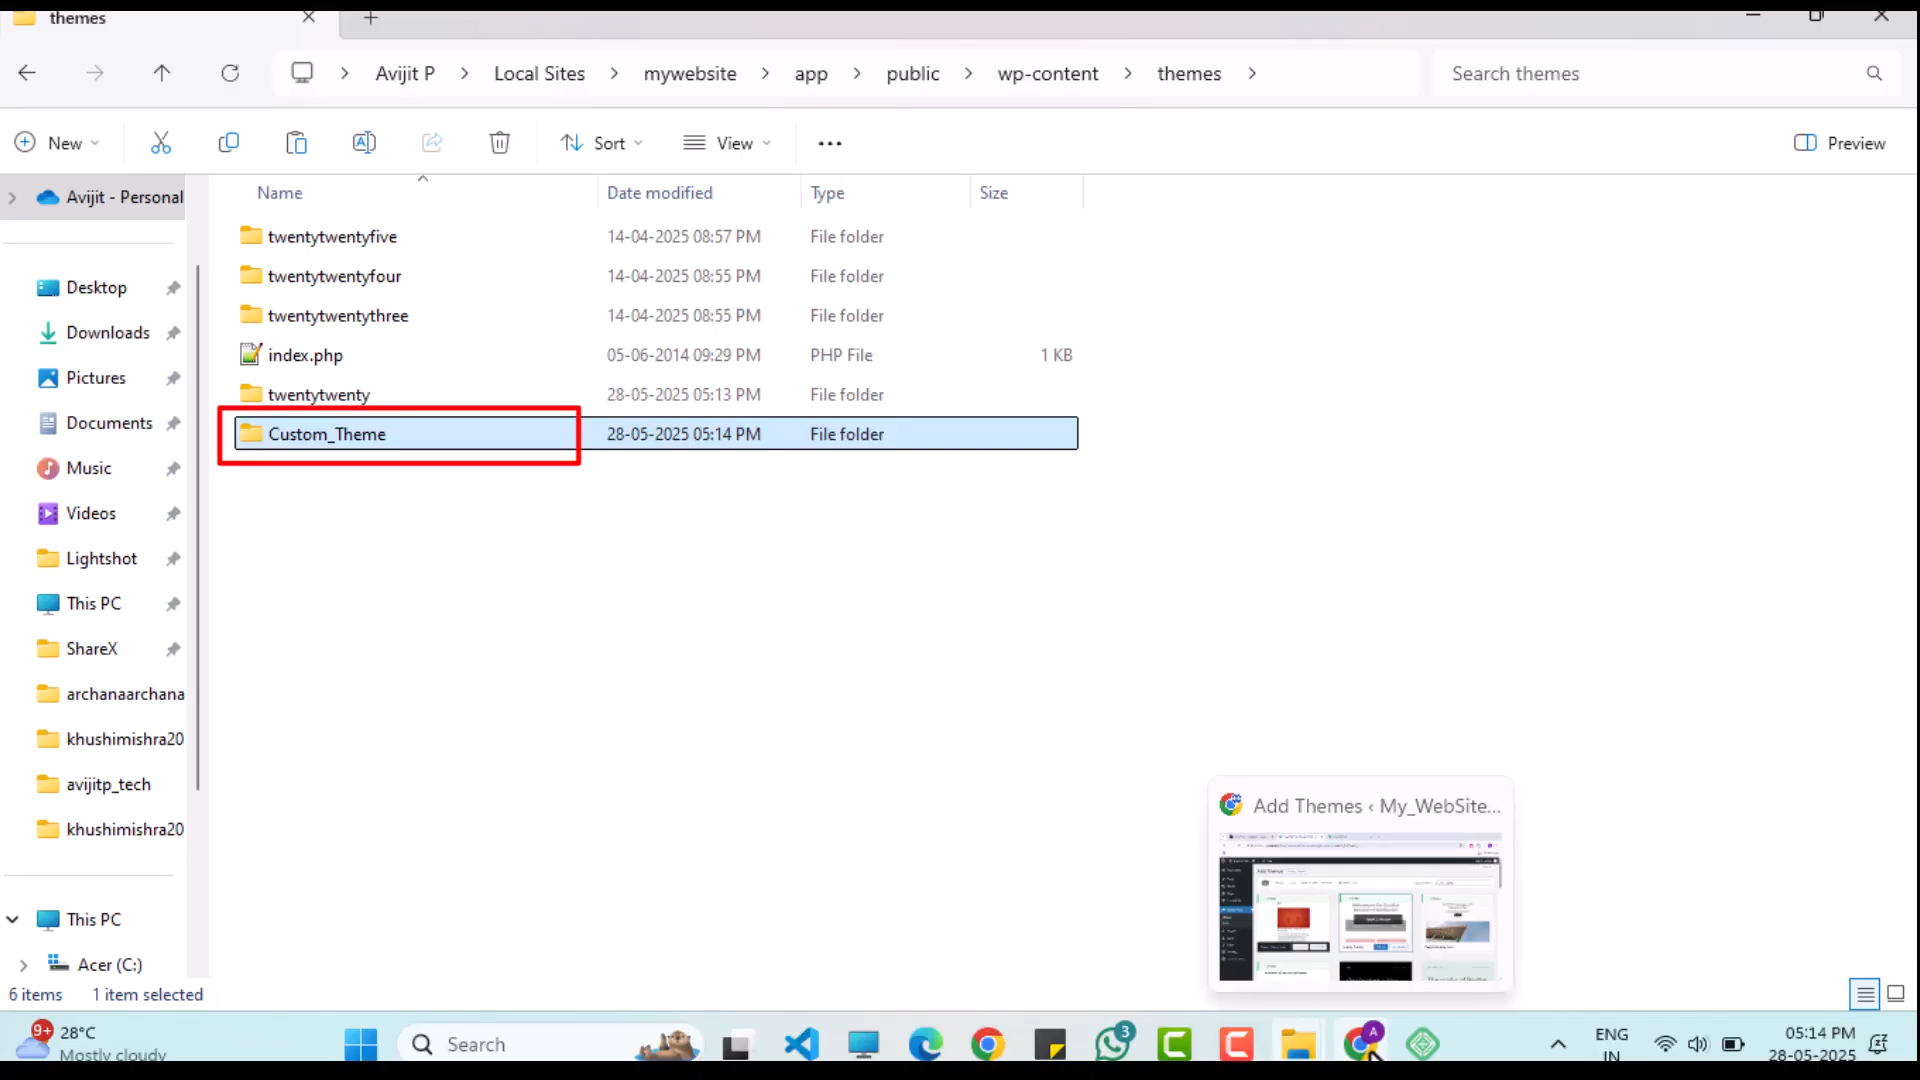 themes
Avijit P > Local Sites > mywebsite > app > public > wp-content > themes >
Search themes
New
Sort
View
Preview
Avijit - Personal
Desktop
Downloads
Pictures
Documents
Music
Videos
Lightshot
This PC
ShareX
archanaarchana
khushimishra20
avijitp_tech
khushimishra20
This PC
Acer (C:)
Name Date modified Type Size
twentytwentyfive 14-04-2025 08:57 PM File folder
twentytwentyfour 14-04-2025 08:55 PM File folder
twentytwentythree 14-04-2025 08:55 PM File folder
index.php 05-06-2014 09:29 PM PHP File 1 KB
twentytwenty 28-05-2025 05:13 PM File folder
Custom_Theme 28-05-2025 05:14 PM File folder
Add Themes ‹ My_WebSite...
Add Themes
6 items 1 item selected
9+
28°C
Mostly cloudy
Search
3
A
ENG
IN
05:14 PM
28-05-2025